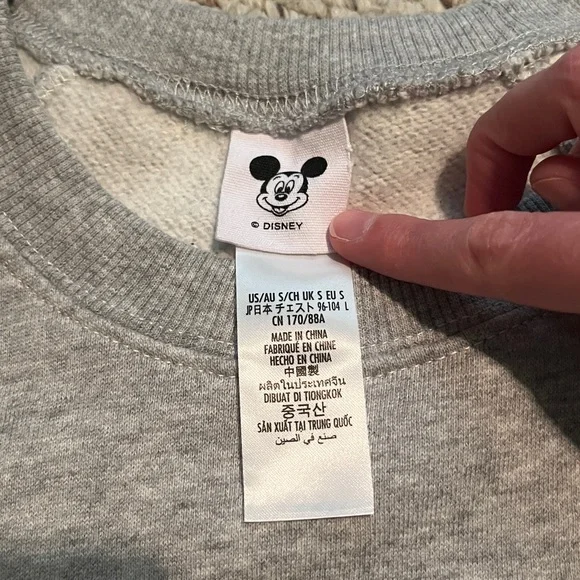 © DISNEY
US/AU S/CH UK S EU S
JP日本 チェスト 96-104 L
CN 170/88A
MADE IN CHINA
FABRIQUÉ EN CHINE
HECHO EN CHINA
中國製
ผลิตในประเทศจีน
DIBUAT DI TIONGKOK
중국산
SẢN XUẤT TẠI TRUNG QUỐC
صنع في الصين